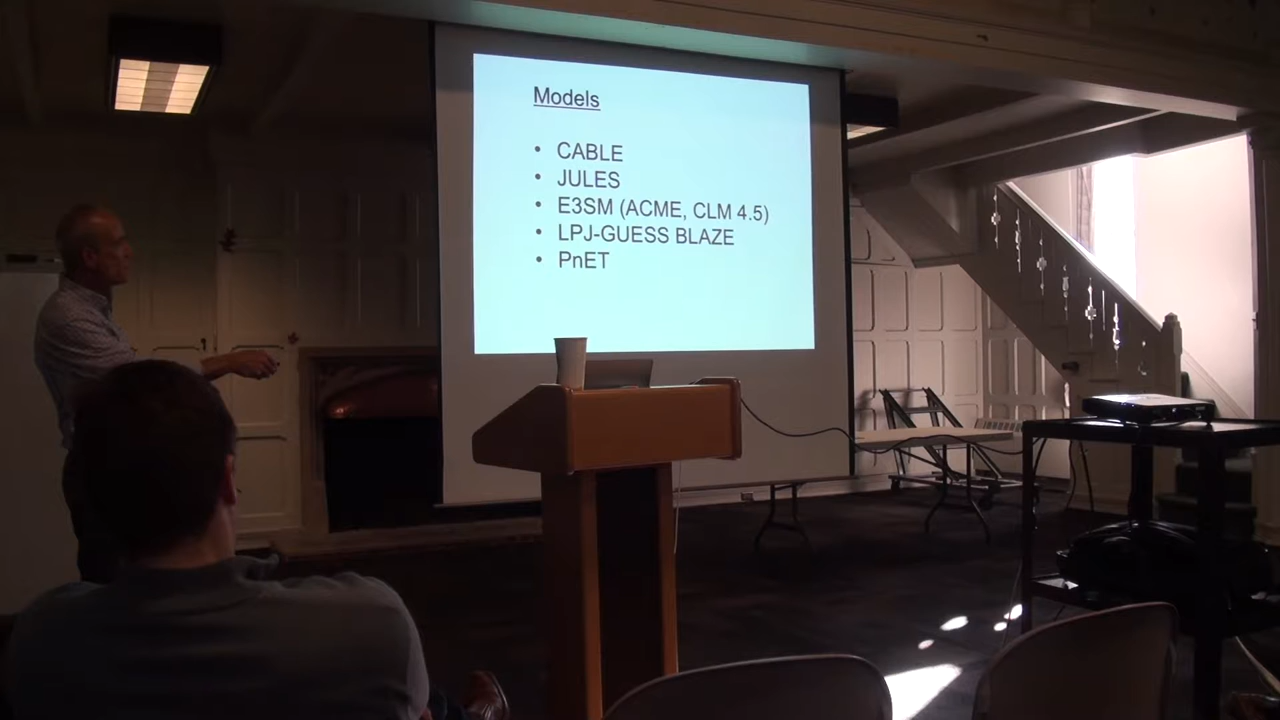 Models
• CABLE
• JULES
• E3SM (ACME, CLM 4.5)
• LPJ-GUESS BLAZE
• PnET